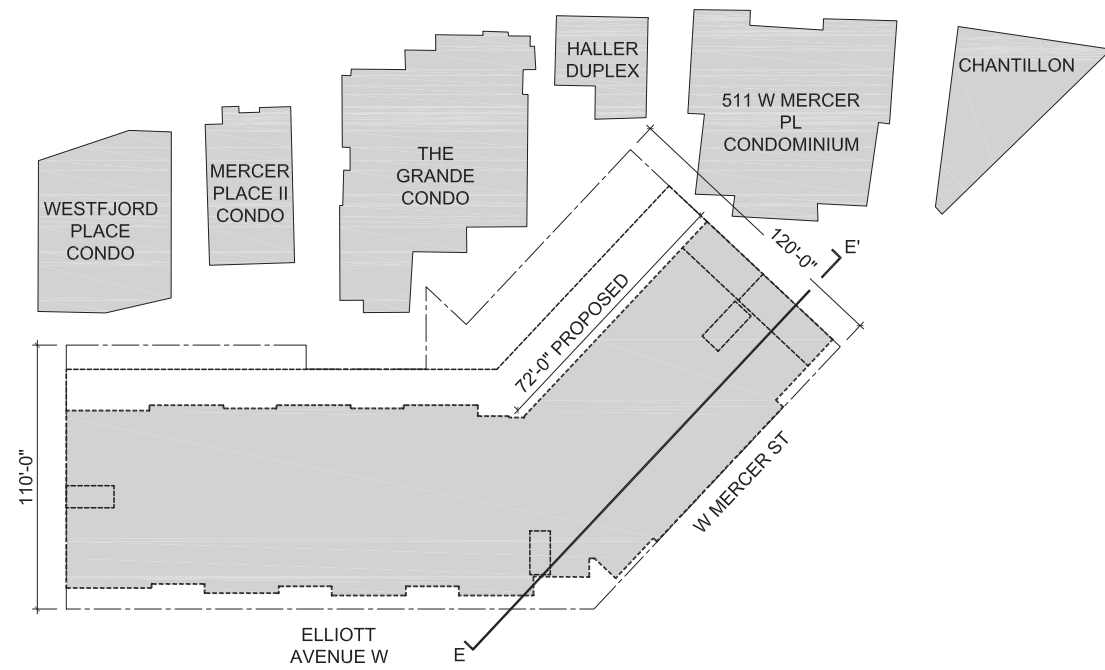 HALLER
DUPLEX
CHANTILLON
511 W MERCER
PL
CONDOMINIUM
THE
GRANDE
CONDO
MERCER
PLACE II
CONDO
WESTFJORD
PLACE
CONDO
120'-0"
E'
72'-0" PROPOSED
110'-0"
W MERCER ST
ELLIOTT
AVENUE W
E